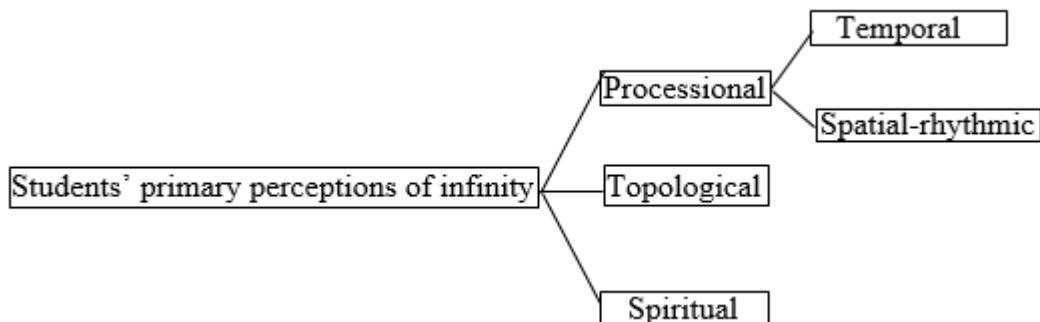 Temporal
Processional
Spatial-rhythmic
Students’ primary perceptions of infinity
Topological
Spiritual